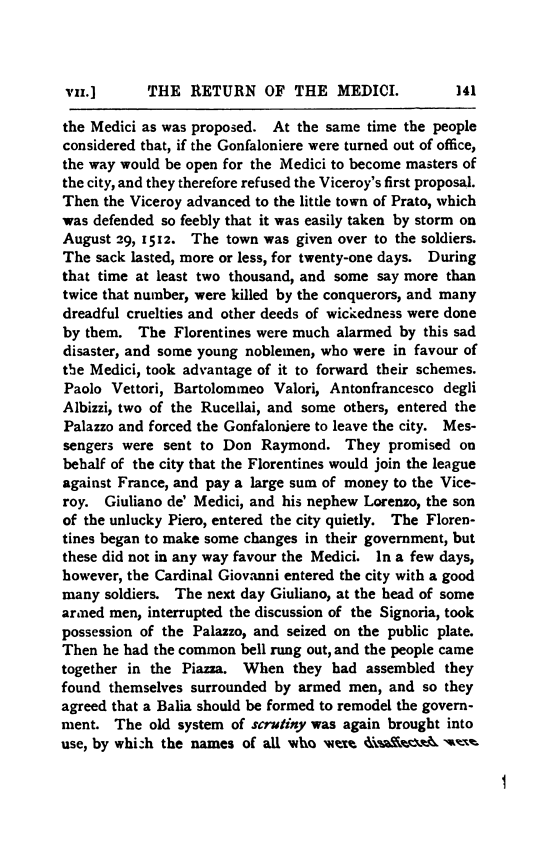 VII.] THE RETURN OF THE MEDICI. 141
the Medici as was proposed. At the same time the people
considered that, if the Gonfaloniere were turned out of office,
the way would be open for the Medici to become masters of
the city, and they therefore refused the Viceroy's first proposal.
Then the Viceroy advanced to the little town of Prato, which
was defended so feebly that it was easily taken by storm on
August 29, 1512. The town was given over to the soldiers.
The sack lasted, more or less, for twenty-one days. During
that time at least two thousand, and some say more than
twice that number, were killed by the conquerors, and many
dreadful cruelties and other deeds of wickedness were done
by them. The Florentines were much alarmed by this sad
disaster, and some young noblemen, who were in favour of
the Medici, took advantage of it to forward their schemes.
Paolo Vettori, Bartolommeo Valori, Antonfrancesco degli
Albizzi, two of the Rucellai, and some others, entered the
Palazzo and forced the Gonfaloniere to leave the city. Mes-
sengers were sent to Don Raymond. They promised on
behalf of the city that the Florentines would join the league
against France, and pay a large sum of money to the Vice-
roy. Giuliano de' Medici, and his nephew Lorenzo, the son
of the unlucky Piero, entered the city quietly. The Floren-
tines began to make some changes in their government, but
these did not in any way favour the Medici. In a few days,
however, the Cardinal Giovanni entered the city with a good
many soldiers. The next day Giuliano, at the head of some
armed men, interrupted the discussion of the Signoria, took
possession of the Palazzo, and seized on the public plate.
Then he had the common bell rung out, and the people came
together in the Piazza. When they had assembled they
found themselves surrounded by armed men, and so they
agreed that a Balia should be formed to remodel the govern-
ment. The old system of scrutiny was again brought into
use, by which the names of all who were disaffected were